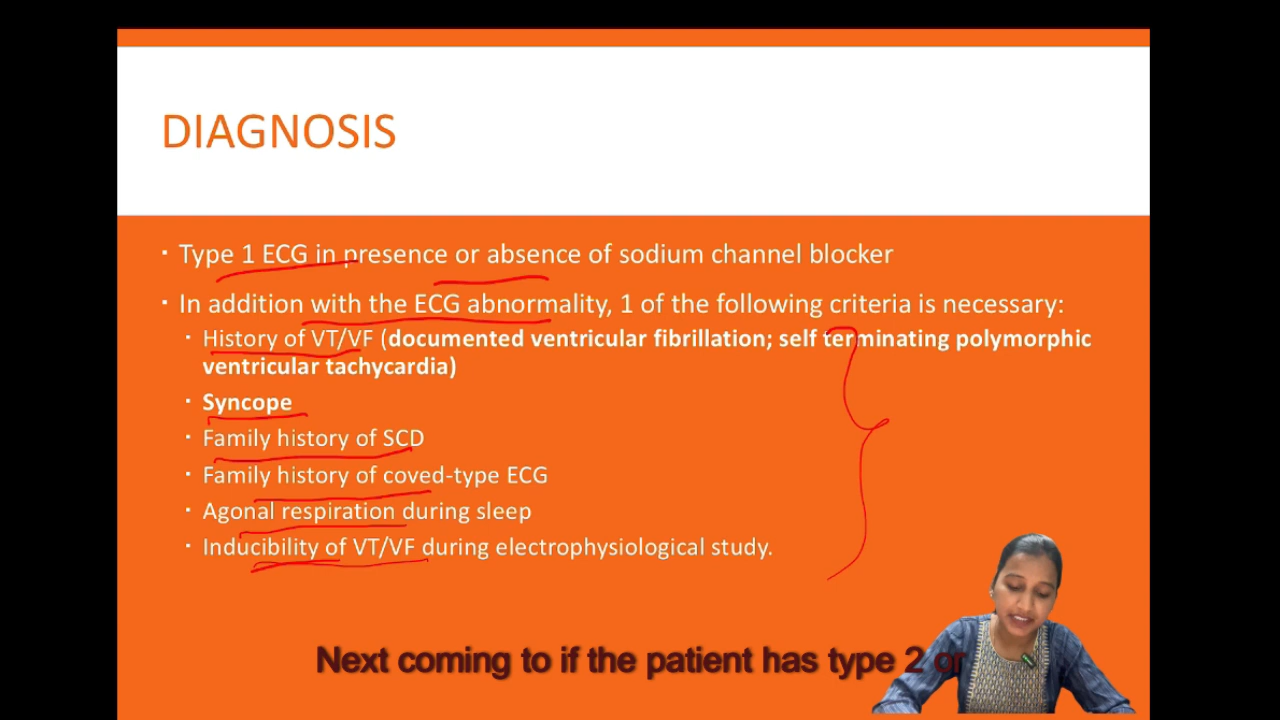 DIAGNOSIS
Type 1 ECG in presence or absence of sodium channel blocker
In addition with the ECG abnormality, 1 of the following criteria is necessary:
History of VT/VF (documented ventricular fibrillation; self terminating polymorphic
ventricular tachycardia)
Syncope
Family history of SCD
Family history of coved-type ECG
Agonal respiration during sleep
Inducibility of VT/VF during electrophysiological study.
Next coming to if the patient has type 2 or